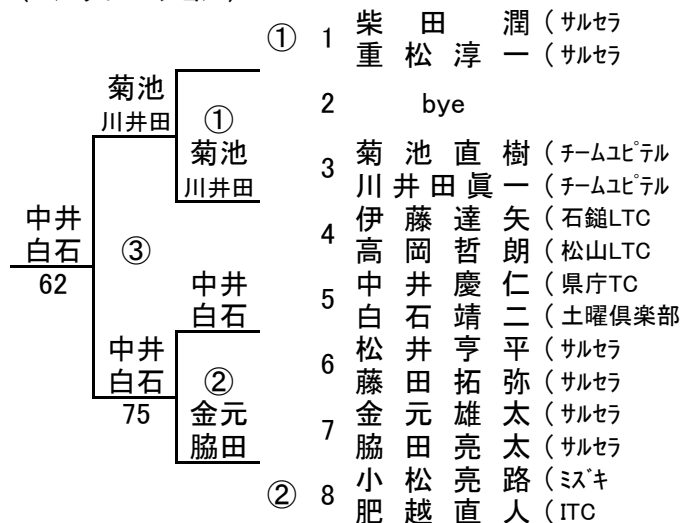 ① 1 柴田 潤 (ｻﾙｾﾗ
重松淳一 (ｻﾙｾﾗ
菊池
川井田
①
2 bye
菊池
川井田
3 菊池直樹 (ﾁｰﾑﾕﾋﾟﾃﾙ
川井田眞一 (ﾁｰﾑﾕﾋﾟﾃﾙ
中井
白石
62
③
4 伊藤達矢 (石鎚LTC
高岡哲朗 (松山LTC
中井
白石
5 中井慶仁 (県庁TC
白石靖二 (土曜倶楽部
中井
白石
75
②
6 松井亨平 (ｻﾙｾﾗ
藤田拓弥 (ｻﾙｾﾗ
金元
脇田
7 金元雄太 (ｻﾙｾﾗ
脇田亮太 (ｻﾙｾﾗ
② 8 小松亮路 (ﾐｽﾞｷ
肥越直人 (ITC